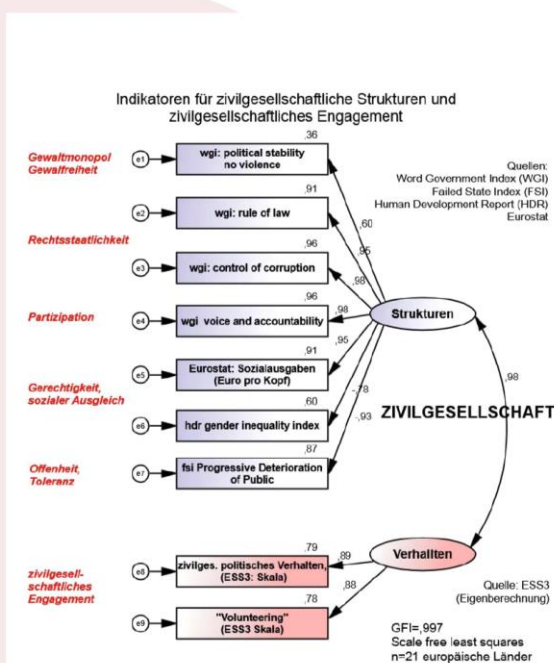 Indikatoren für zivilgesellschaftliche Strukturen und
zivilgesellschaftliches Engagement
Quellen:
Word Government Index (WGI)
Failed State Index (FSI)
Human Development Report (HDR)
Eurostat
Gewaltmonopol
Gewalfreiheit
e1
,36
wgi: political stability
no violence
,60
e2
,91
wgi: rule of law
,95
Rechtsstaatlichkeit
e3
,96
wgi: control of corruption
,98
Partizipation
e4
,96
wgi voice and accountability
,98
Strukturen
e5
,91
Eurostat: Sozialausgaben
(Euro pro Kopf)
,95
Gerechtigkeit,
sozialer Ausgleich
e6
,60
hdr gender inequality index
-,78
Offenheit,
Toleranz
e7
,87
fsi Progressive Deterioration
of Public
-,93
ZIVILGESELLSCHAFT
,98
zivilgesell-
schaftliches
Engagement
e8
,79
zivilges. politisches Verhalten,
(ESS3: Skala)
,89
Verhallten
e9
,78
"Volunteering"
(ESS3 Skala)
,88
Quelle: ESS3
(Eigenberechnung)
GFI=,997
Scale free least squares
n=21 europäische Länder